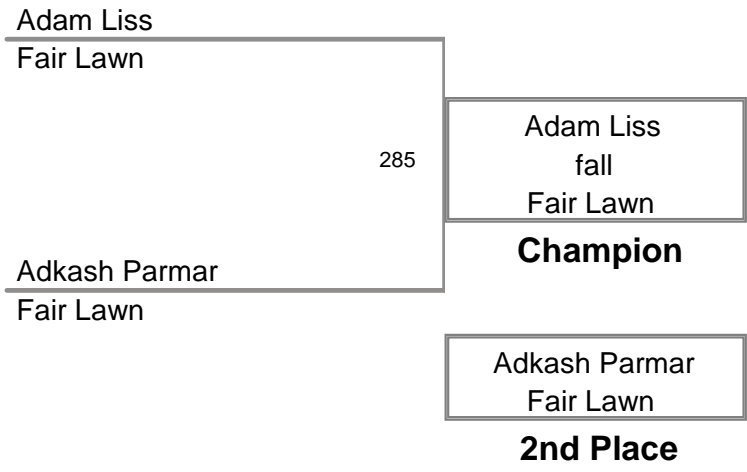 Adam Liss
Fair Lawn
285
Adam Liss
fall
Fair Lawn
Champion
Adkash Parmar
Fair Lawn
Adkash Parmar
Fair Lawn
2nd Place